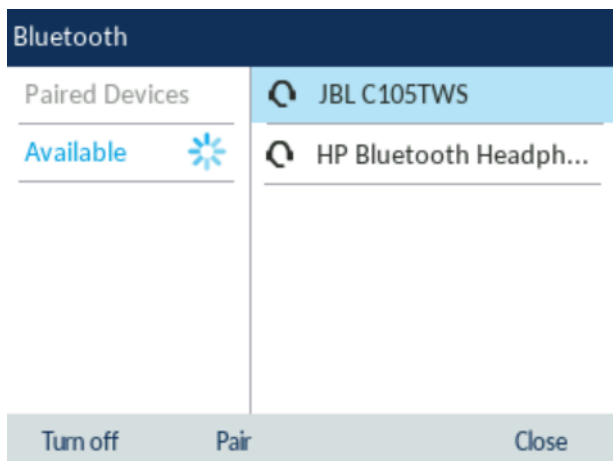 Bluetooth
Paired Devices
Available
JBL C105TWS
HP Bluetooth Headph...
Turn off Pair Close